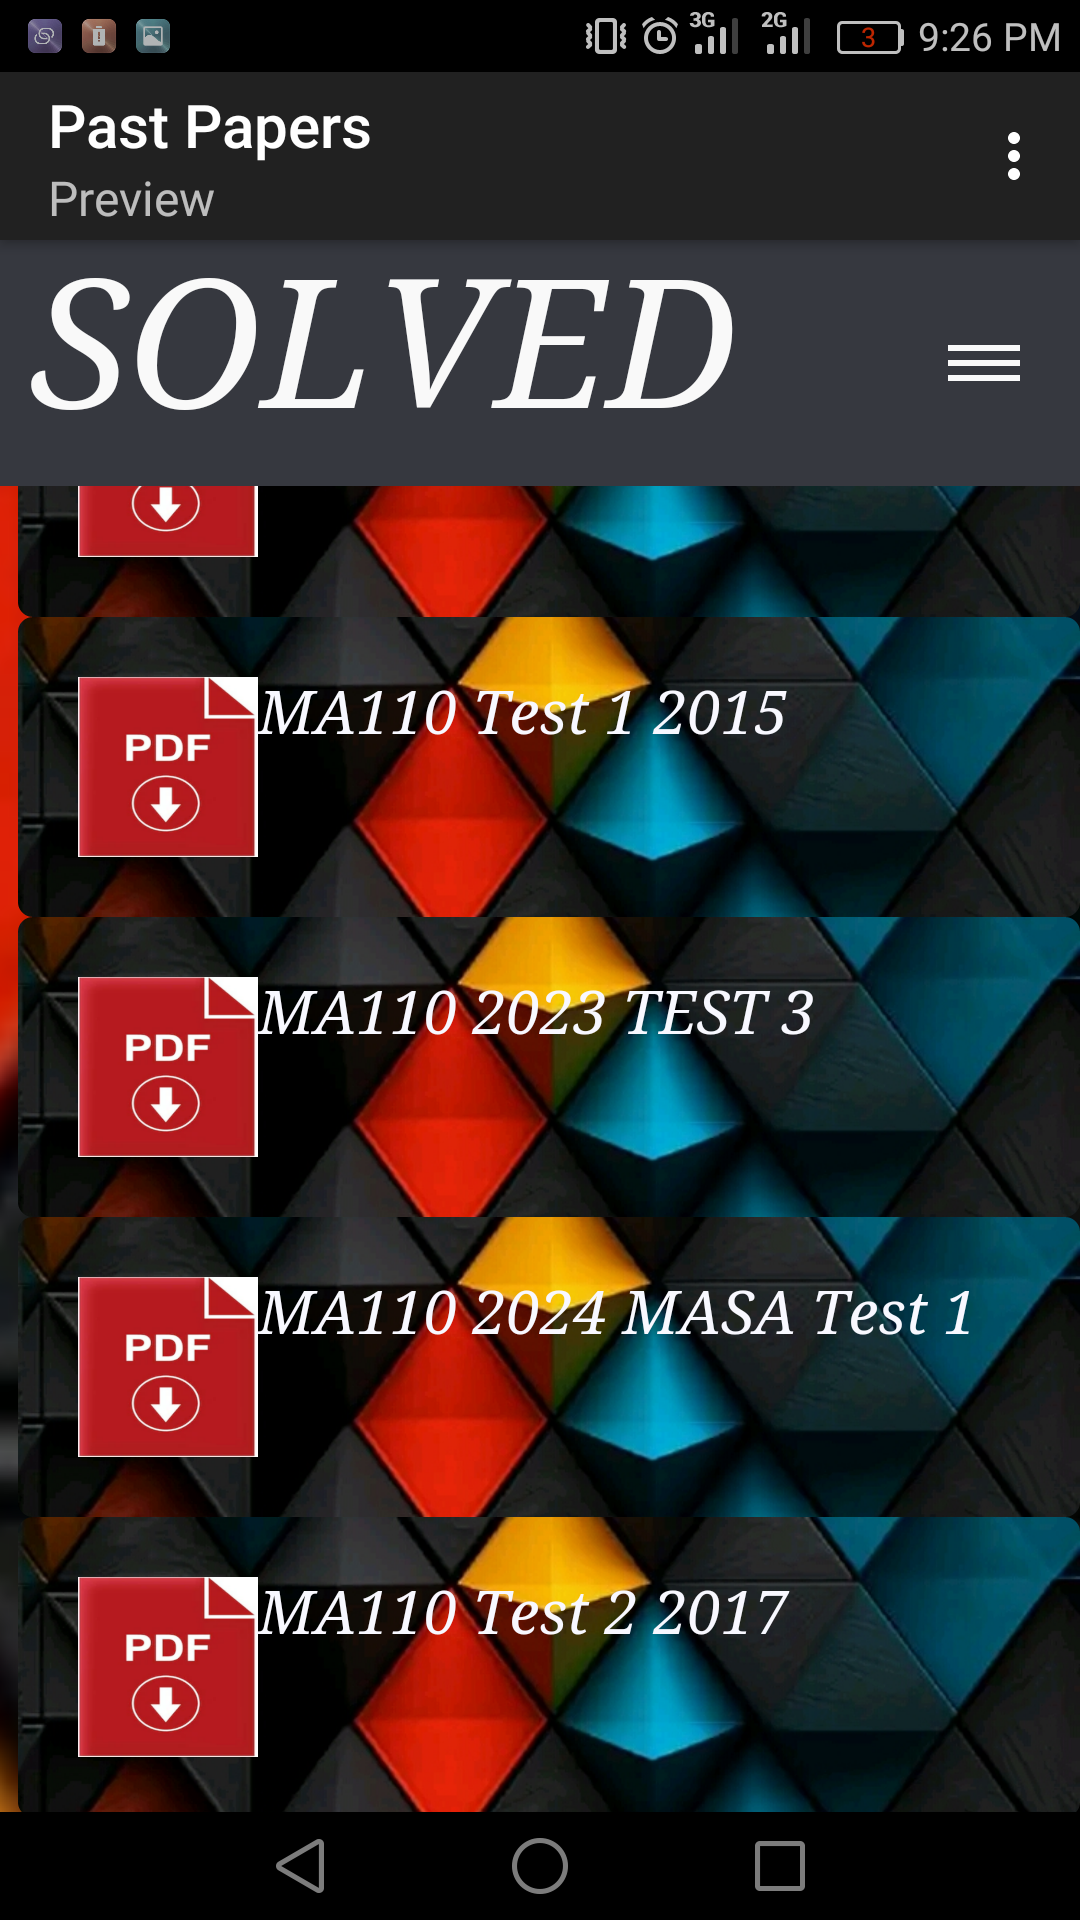 3G 2G 3 9:26 PM
Past Papers
Preview
SOLVED
MA110 Test 1 2015
PDF
MA110 2023 TEST 3
PDF
MA110 2024 MASA Test 1
PDF
MA110 Test 2 2017
PDF